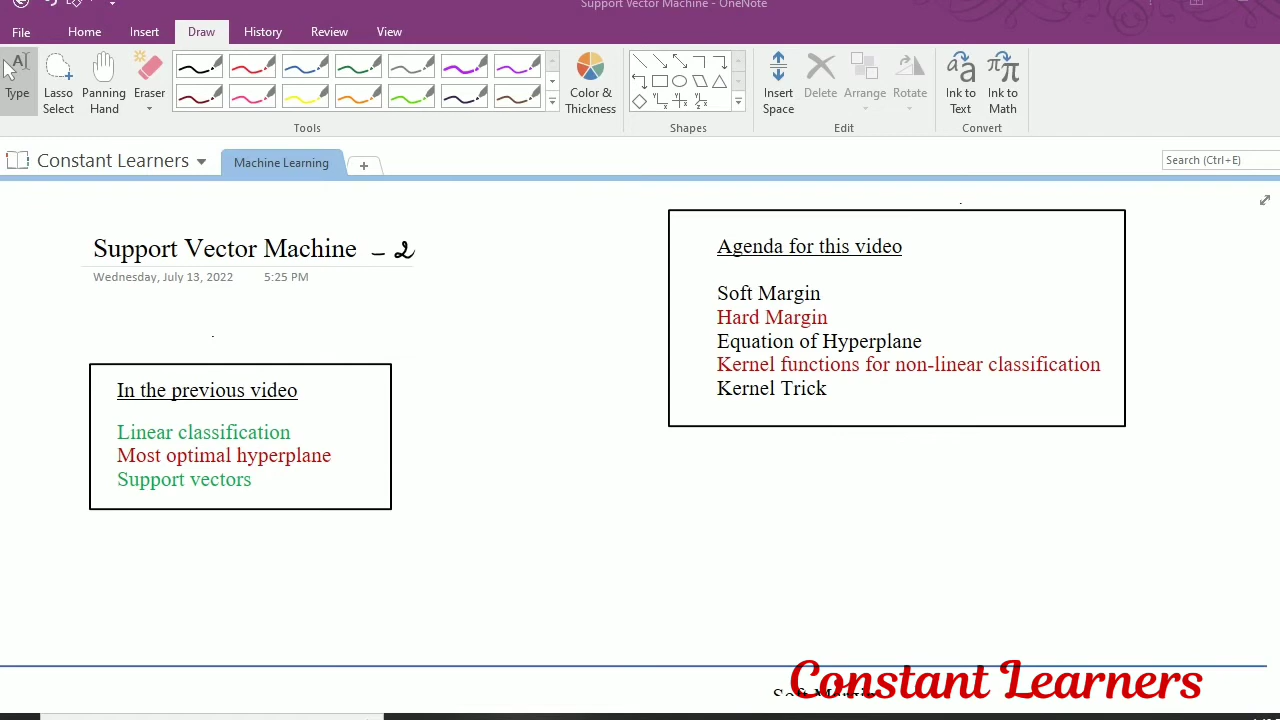 Support Vector Machine - OneNote
File Home Insert Draw History Review View
Type
Lasso Select
Panning Hand
Eraser
Color & Thickness
Insert Space
Delete
Arrange
Rotate
Ink to Text
Ink to Math
Tools
Shapes
Edit
Convert
Constant Learners
Machine Learning
+
Search (Ctrl+E)
Support Vector Machine - 2
Wednesday, July 13, 2022 5:25 PM
In the previous video
Linear classification
Most optimal hyperplane
Support vectors
Agenda for this video
Soft Margin
Hard Margin
Equation of Hyperplane
Kernel functions for non-linear classification
Kernel Trick
Soft Margin
Constant Learners